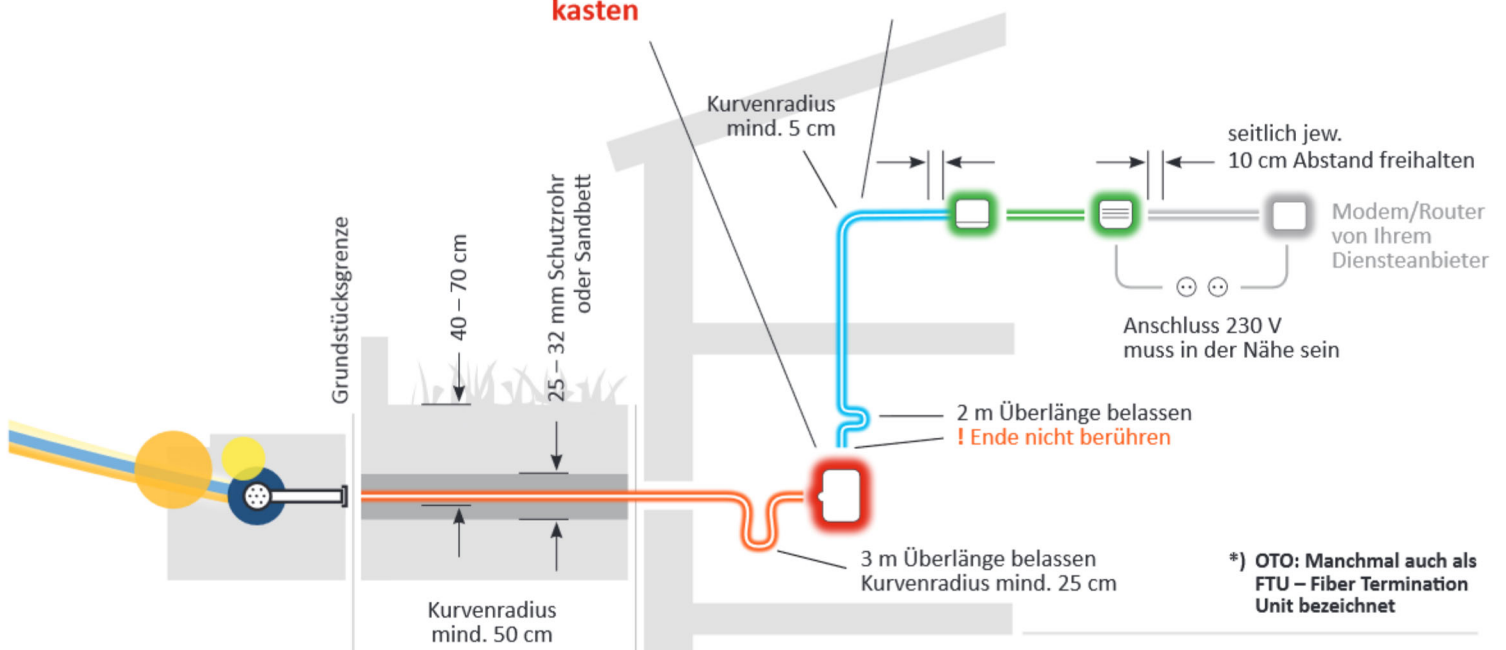 kasten
Kurvenradius
mind. 5 cm
seitlich jew.
10 cm Abstand freihalten
Modem/Router
von Ihrem
Diensteanbieter
Anschluss 230 V
muss in der Nähe sein
Grundstücksgrenze
40 – 70 cm
25 – 32 mm Schutzrohr
oder Sandbett
2 m Überlänge belassen
! Ende nicht berühren
3 m Überlänge belassen
Kurvenradius mind. 25 cm
Kurvenradius
mind. 50 cm
*) OTO: Manchmal auch als
FTU – Fiber Termination
Unit bezeichnet